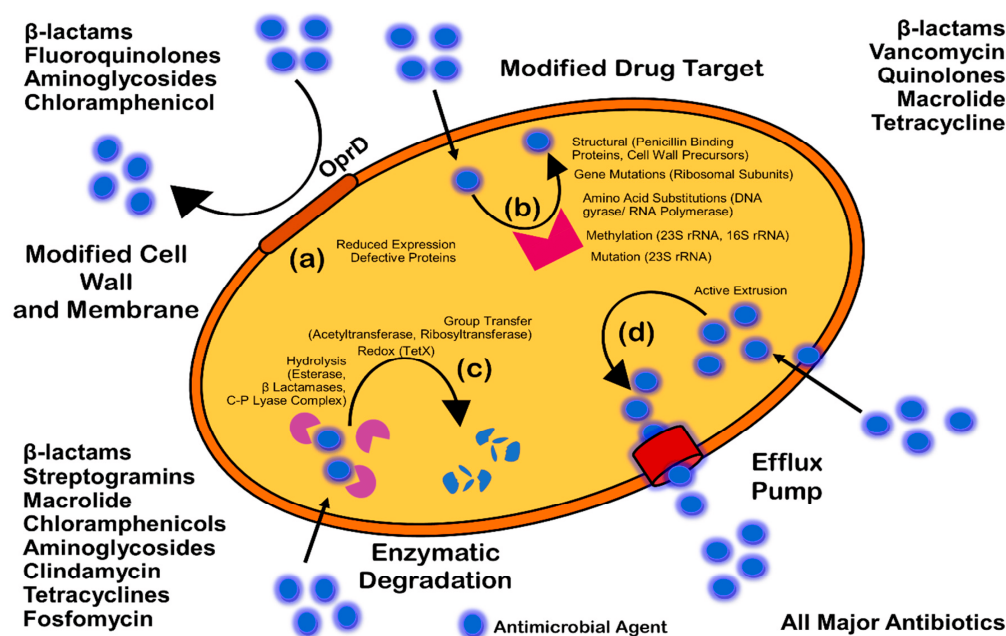 β-lactams
Fluoroquinolones
Aminoglycosides
Chloramphenicol
β-lactams
Vancomycin
Quinolones
Macrolide
Tetracycline
Modified Drug Target
OprD
Structural (Penicillin Binding
Proteins, Cell Wall Precursors)
Gene Mutations (Ribosomal Subunits)
Amino Acid Substitutions (DNA
gyrase/ RNA Polymerase)
Methylation (23S rRNA, 16S rRNA)
Mutation (23S rRNA)
(b)
(a)
Reduced Expression
Defective Proteins
Modified Cell
Wall
and Membrane
Active Extrusion
(d)
Group Transfer
(Acetyltransferase, Ribosyltransferase)
Redox (TetX)
Hydrolysis
(Esterase,
β Lactamases,
C-P Lyase Complex)
(c)
β-lactams
Streptogramins
Macrolide
Chloramphenicols
Aminoglycosides
Clindamycin
Tetracyclines
Fosfomycin
Enzymatic
Degradation
Efflux
Pump
Antimicrobial Agent
All Major Antibiotics